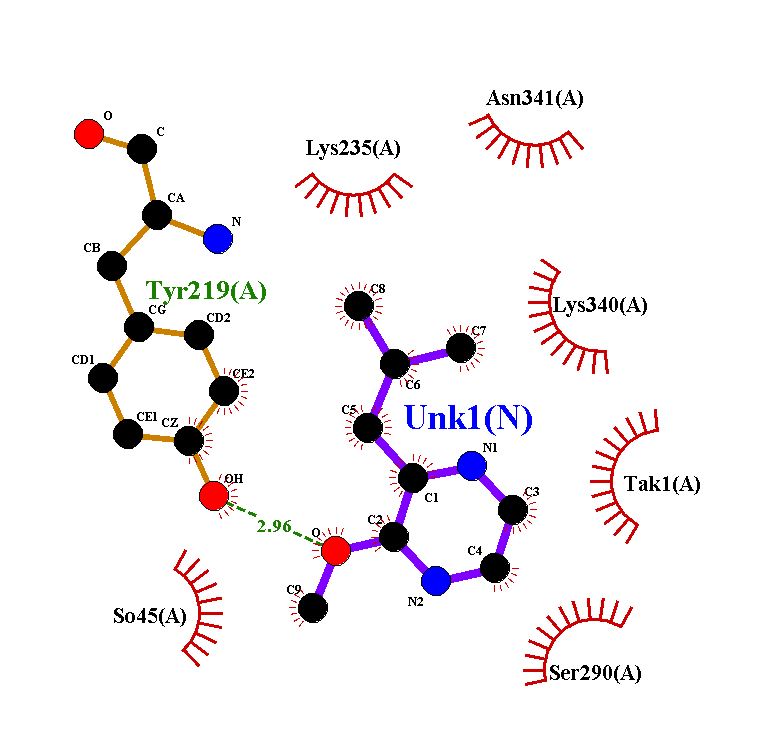 Asn341(A)
O
C
Lys235(A)
CA
N
CB
Tyr219(A)
C8
Lys340(A)
CG
CD2
C7
CD1
CE2
C6
C5
Unk1(N)
CE1
CZ
N1
OH
C1
C3
Tak1(A)
2.96
O
C2
C4
C9
N2
So45(A)
Ser290(A)